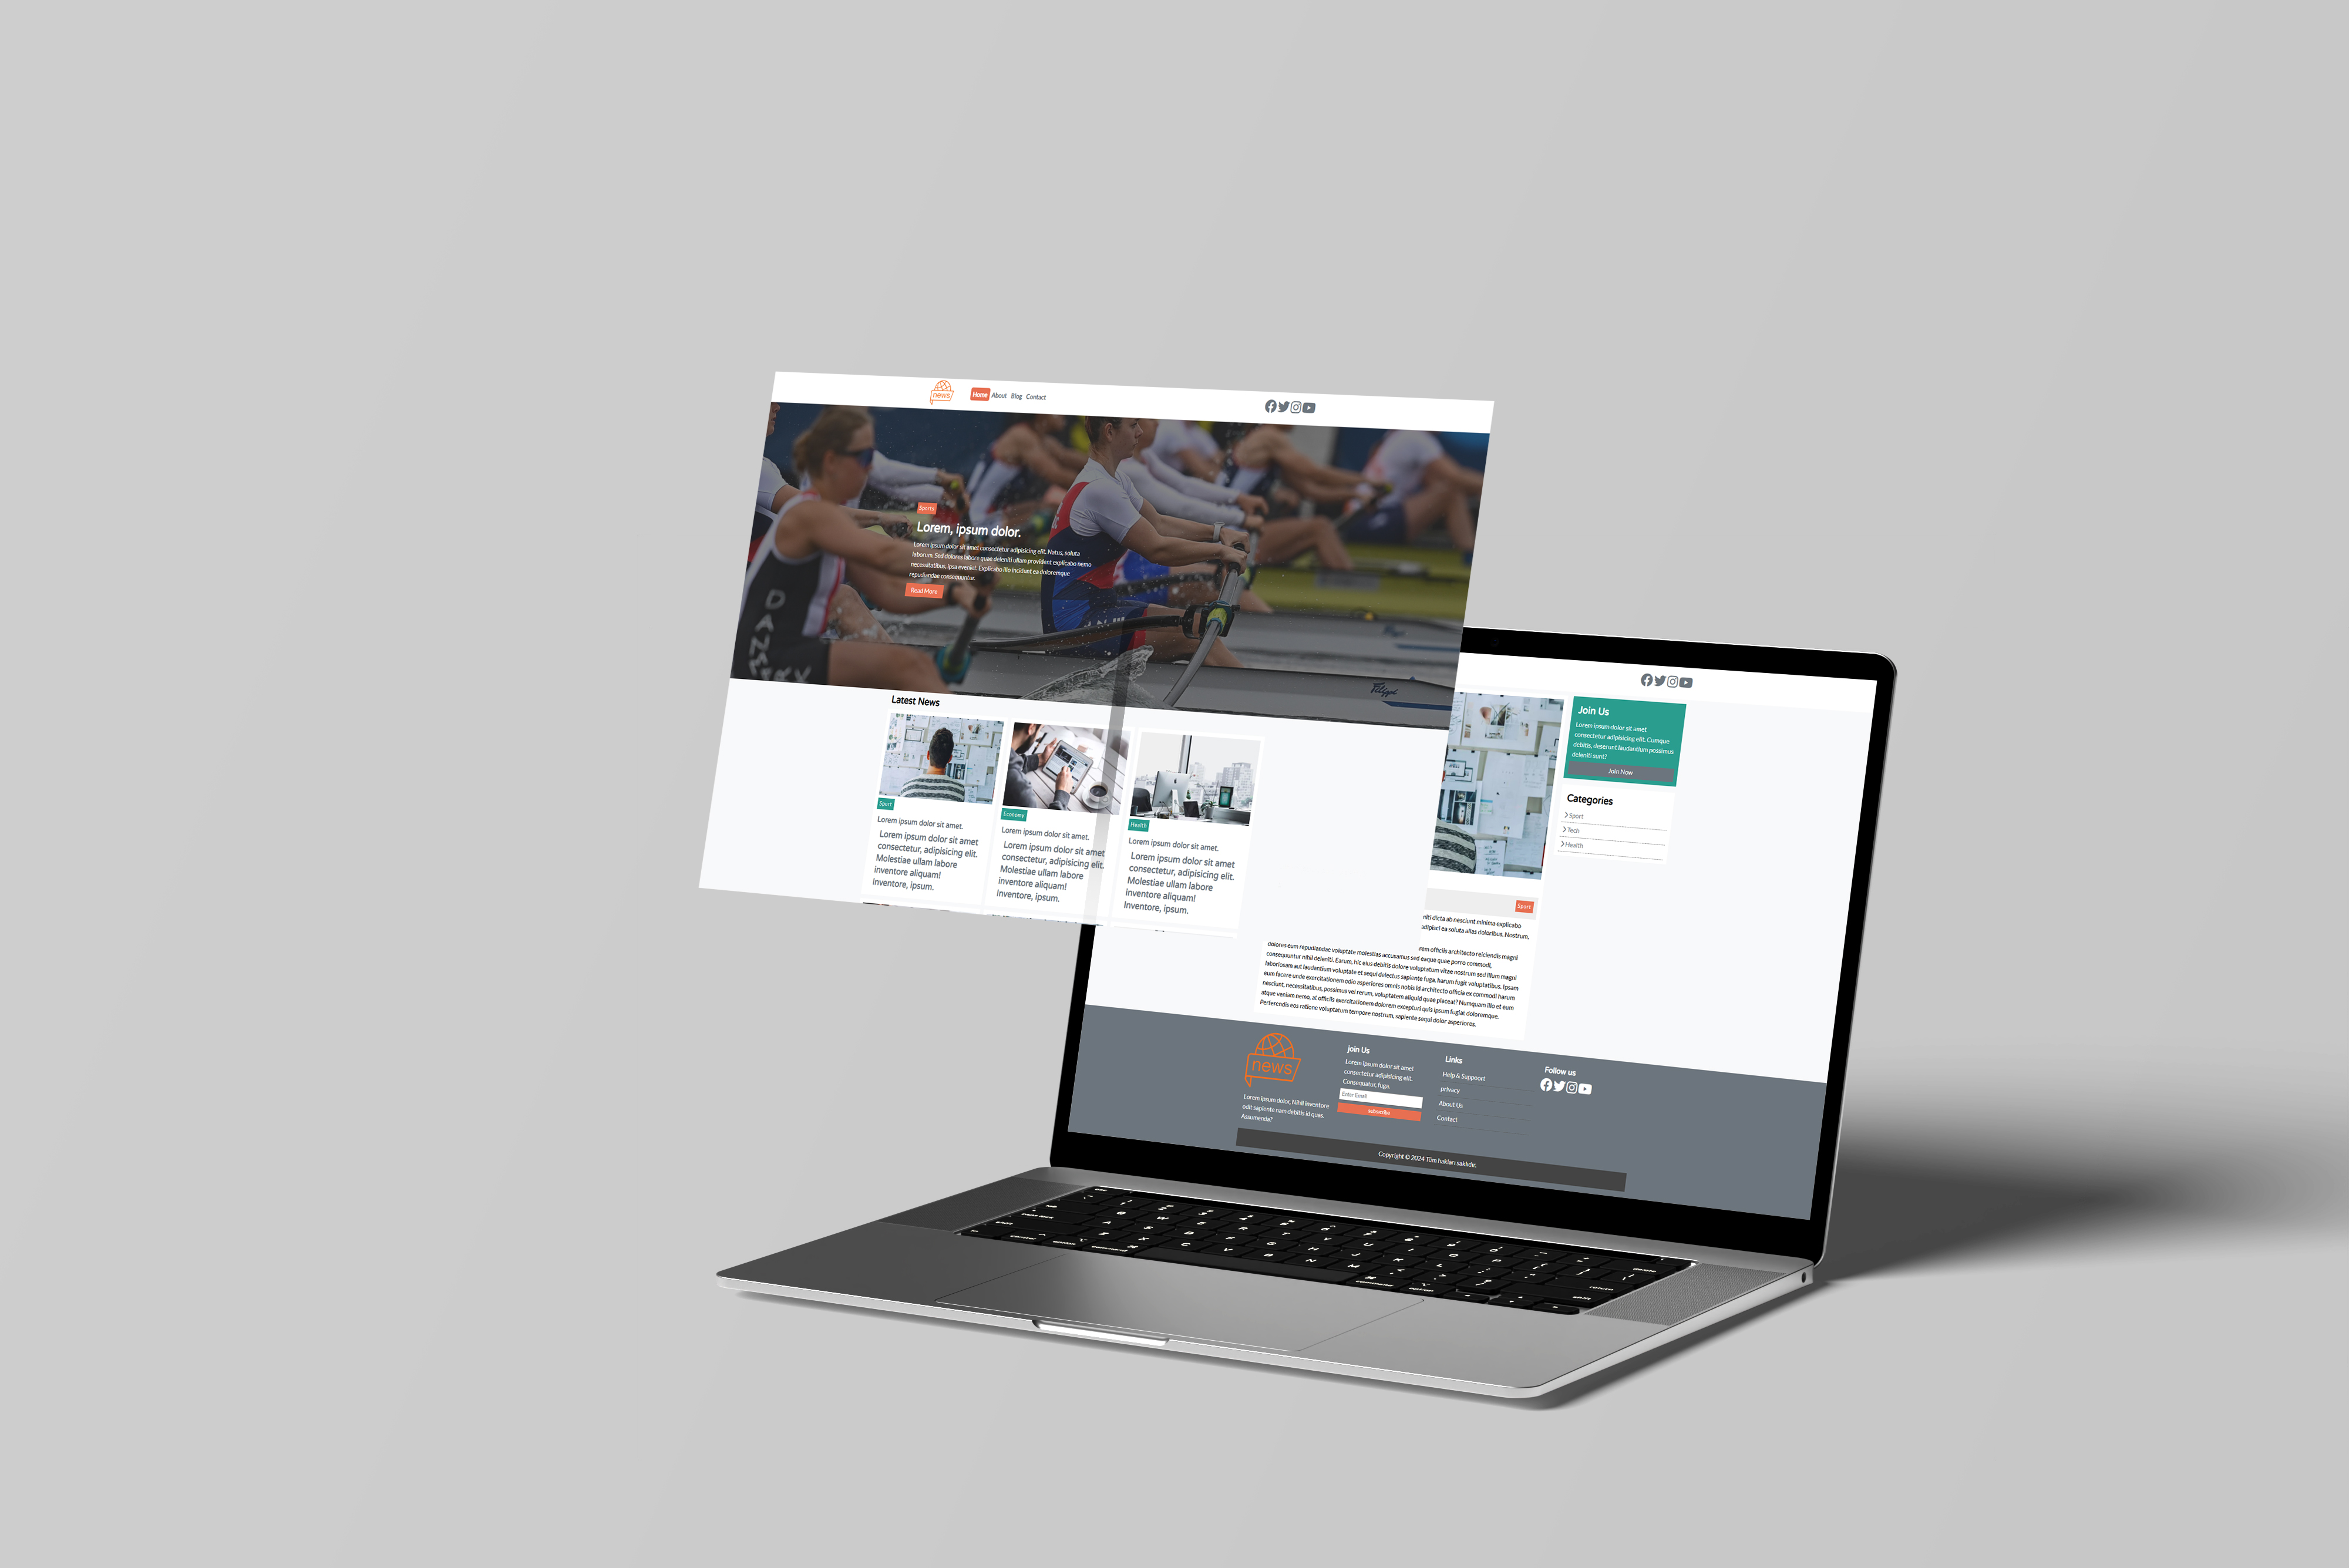 news
Home About Blog Contact
Sports
Lorem, ipsum dolor.
Lorem ipsum dolor sit amet consectetur adipisicing elit. Natus, soluta
laborum. Sed dolores labore quae deleniti ullam provident explicabo nemo
necessitatibus, ipsa eveniet. Explicabo illo incidunt ea doloremque
repudiandae consequuntur.
Read More
Filippi
Latest News
Sport
Lorem ipsum dolor sit amet.
Lorem ipsum dolor sit amet
consectetur, adipisicing elit.
Molestiae ullam labore
inventore aliquam!
Inventore, ipsum.
Economy
Lorem ipsum dolor sit amet.
Lorem ipsum dolor sit amet
consectetur, adipisicing elit.
Molestiae ullam labore
inventore aliquam!
Inventore, ipsum.
Health
Lorem ipsum dolor sit amet.
Lorem ipsum dolor sit amet
consectetur, adipisicing elit.
Molestiae ullam labore
inventore aliquam!
Inventore, ipsum.
Join Us
Lorem ipsum dolor sit amet
consectetur adipisicing elit. Cumque
debitis, deserunt laudantium possimus
deleniti sunt?
Join Now
Categories
Sport
Tech
Health
Sport
dicta ab nesciunt minima explicabo
adipisci ea soluta alias doloribus. Nostrum,
officiis architecto reiciendis magni
dolores eum repudiandae voluptate molestias accusamus sed eaque quae porro commodi,
consequuntur nihil deleniti. Earum, hic eius debitis dolore voluptatum vitae nostrum sed illum magni
laboriosam aut laudantium voluptate et sequi delectus sapiente fuga, harum fugit voluptatibus. Ipsam
eum facere unde exercitationem odio asperiores omnis nobis id architecto officia ex commodi harum
nesciunt, necessitatibus, possimus vel rerum, voluptatem aliquid quae placeat? Numquam illo et eum
atque veniam nemo, at officiis exercitationem dolorem excepturi quis ipsum fugiat doloremque.
Perferendis eos ratione voluptatum tempore nostrum, sapiente sequi dolor asperiores.
news
Lorem ipsum dolor, Nihil inventore
odit sapiente nam debitis id quas.
Assumenda?
join Us
Lorem ipsum dolor sit amet
consectetur adipisicing elit.
Consequatur, fuga.
Enter Email
subscribe
Links
Help & Suppoort
privacy
About Us
Contact
Follow us
Copyright © 2024 Tüm hakları saklıdır.